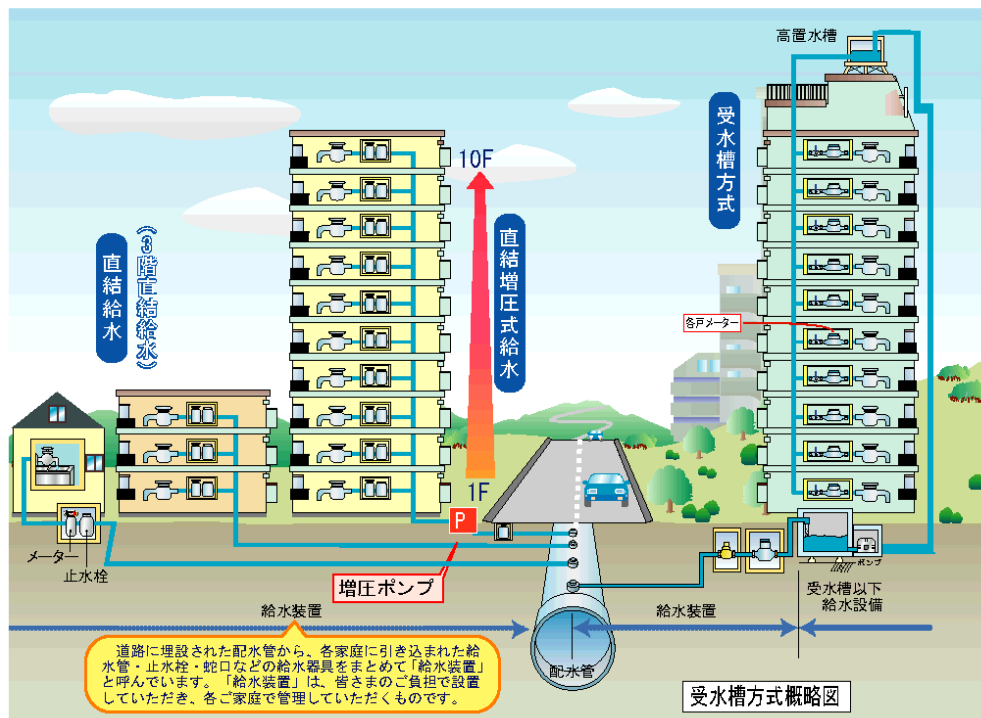 高置水槽
受水槽方式
10F
直結増圧式給水
(3階直結給水)
直結給水
各戸メーター
1F
P
メーター
止水栓
増圧ポンプ
ポンプ
受水槽以下
給水設備
給水装置
給水装置
道路に埋設された配水管から、各家庭に引き込まれた給
水管・止水栓・蛇口などの給水器具をまとめて「給水装置」
と呼んでいます。「給水装置」は、皆さまのご負担で設置
していただき、各ご家庭で管理していただくものです。
配水管
受水槽方式概略図